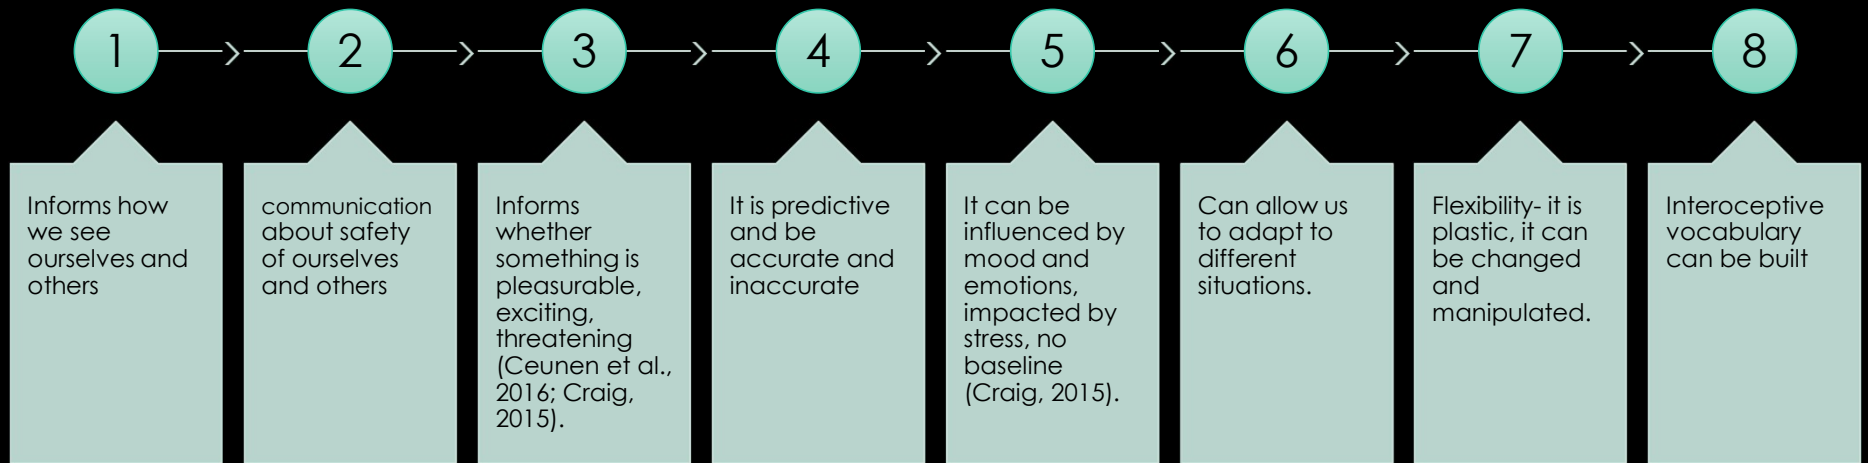 1
2
3
4
5
6
7
8
Informs how
we see
ourselves and
others
communication
about safety
of ourselves
and others
Informs
whether
something is
pleasurable,
exciting,
threatening
(Ceunen et al.,
2016; Craig,
2015).
It is predictive
and be
accurate and
inaccurate
It can be
influenced by
mood and
emotions,
impacted by
stress, no
baseline
(Craig, 2015).
Can allow us
to adapt to
different
situations.
Flexibility- it is
plastic, it can
be changed
and
manipulated.
Interoceptive
vocabulary
can be built